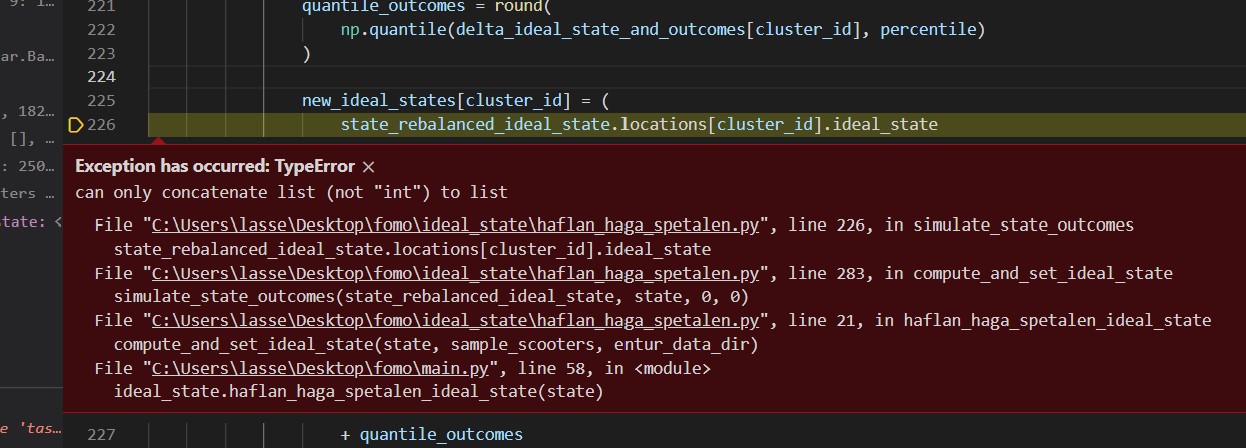 9: 1…
221 quantile_outcomes = round(
222 np.quantile(delta_ideal_state_and_outcomes[cluster_id], percentile)
ar.Ba…
223 )
224
225 new_ideal_states[cluster_id] = (
, 182…
226 state_rebalanced_ideal_state.locations[cluster_id].ideal_state
[], …
: 250…
ters …
tate: <
Exception has occurred: TypeError ×
can only concatenate list (not "int") to list
File "C:\Users\lasse\Desktop\fomo\ideal_state\haflan_haga_spetalen.py", line 226, in simulate_state_outcomes
state_rebalanced_ideal_state.locations[cluster_id].ideal_state
File "C:\Users\lasse\Desktop\fomo\ideal_state\haflan_haga_spetalen.py", line 283, in compute_and_set_ideal_state
simulate_state_outcomes(state_rebalanced_ideal_state, state, 0, 0)
File "C:\Users\lasse\Desktop\fomo\ideal_state\haflan_haga_spetalen.py", line 21, in haflan_haga_spetalen_ideal_state
compute_and_set_ideal_state(state, sample_scooters, entur_data_dir)
File "C:\Users\lasse\Desktop\fomo\main.py", line 58, in <module>
ideal_state.haflan_haga_spetalen_ideal_state(state)
e 'tas…
227 + quantile_outcomes